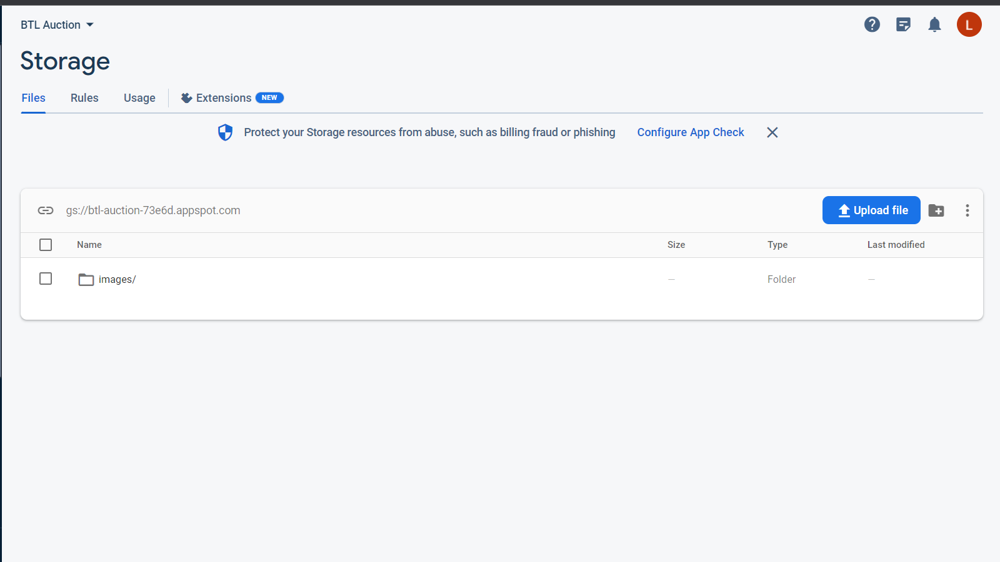 BTL Auction
L
Storage
Files Rules Usage Extensions NEW
Protect your Storage resources from abuse, such as billing fraud or phishing Configure App Check
gs://btl-auction-73e6d.appspot.com Upload file
Name Size Type Last modified
images/ — Folder —